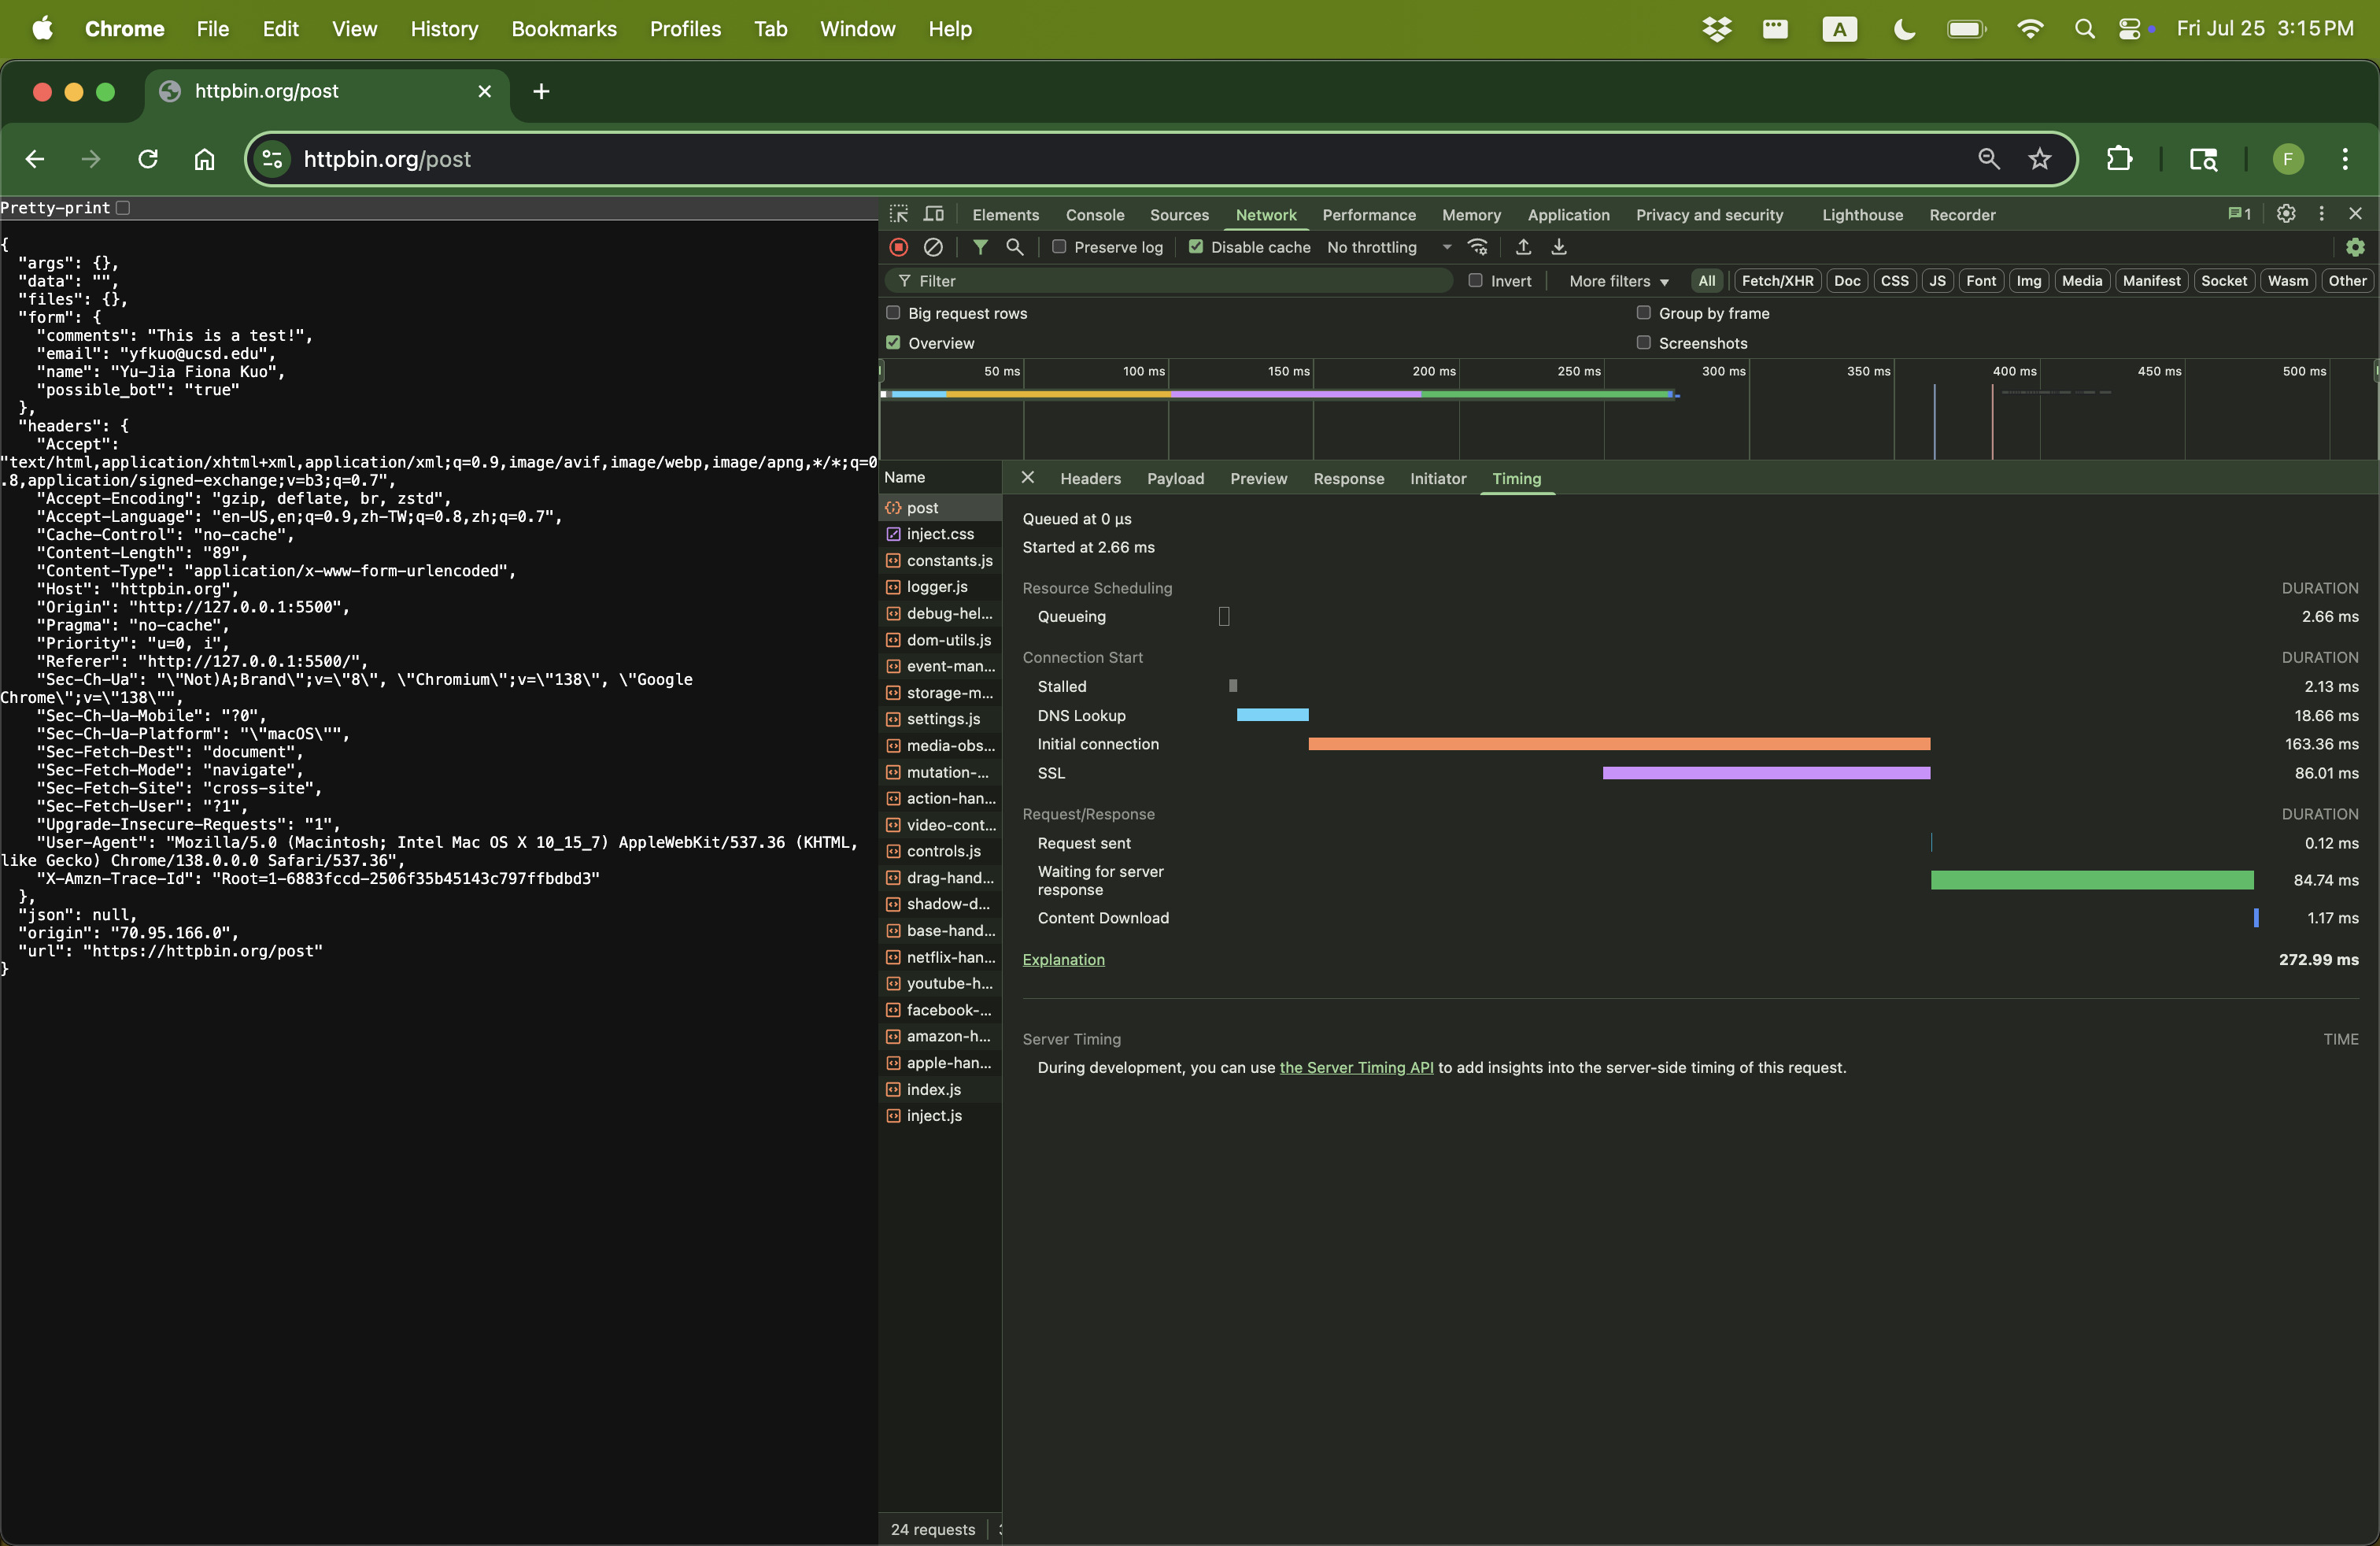 Chrome File Edit View History Bookmarks Profiles Tab Window Help A Fri Jul 25 3:15 PM
httpbin.org/post
httpbin.org/post F
Pretty-print
{
"args": {},
"data": "",
"files": {},
"form": {
"comments": "This is a test!",
"email": "yfkuo@ucsd.edu",
"name": "Yu-Jia Fiona Kuo",
"possible_bot": "true"
},
"headers": {
"Accept":
"text/html,application/xhtml+xml,application/xml;q=0.9,image/avif,image/webp,image/apng,*/*;q=0
.8,application/signed-exchange;v=b3;q=0.7",
"Accept-Encoding": "gzip, deflate, br, zstd",
"Accept-Language": "en-US,en;q=0.9,zh-TW;q=0.8,zh;q=0.7",
"Cache-Control": "no-cache",
"Content-Length": "89",
"Content-Type": "application/x-www-form-urlencoded",
"Host": "httpbin.org",
"Origin": "http://127.0.0.1:5500",
"Pragma": "no-cache",
"Priority": "u=0, i",
"Referer": "http://127.0.0.1:5500/",
"Sec-Ch-Ua": "\"Not)A;Brand\";v=\"8\", \"Chromium\";v=\"138\", \"Google
Chrome\";v=\"138\"",
"Sec-Ch-Ua-Mobile": "?0",
"Sec-Ch-Ua-Platform": "\"macOS\"",
"Sec-Fetch-Dest": "document",
"Sec-Fetch-Mode": "navigate",
"Sec-Fetch-Site": "cross-site",
"Sec-Fetch-User": "?1",
"Upgrade-Insecure-Requests": "1",
"User-Agent": "Mozilla/5.0 (Macintosh; Intel Mac OS X 10_15_7) AppleWebKit/537.36 (KHTML,
like Gecko) Chrome/138.0.0.0 Safari/537.36",
"X-Amzn-Trace-Id": "Root=1-6883fccd-2506f35b45143c797ffbdbd3"
},
"json": null,
"origin": "70.95.166.0",
"url": "https://httpbin.org/post"
}
Elements Console Sources Network Performance Memory Application Privacy and security Lighthouse Recorder 1
Preserve log Disable cache No throttling
Filter Invert More filters All Fetch/XHR Doc CSS JS Font Img Media Manifest Socket Wasm Other
Big request rows Group by frame
Overview Screenshots
50 ms 100 ms 150 ms 200 ms 250 ms 300 ms 350 ms 400 ms 450 ms 500 ms
Name
post
inject.css
constants.js
logger.js
debug-hel...
dom-utils.js
event-man...
storage-m...
settings.js
media-obs...
mutation-...
action-han...
video-cont...
controls.js
drag-hand...
shadow-d...
base-hand...
netflix-han...
youtube-h...
facebook-...
amazon-h...
apple-han...
index.js
inject.js
24 requests
Headers Payload Preview Response Initiator Timing
Queued at 0 μs
Started at 2.66 ms
Resource Scheduling DURATION
Queueing 2.66 ms
Connection Start DURATION
Stalled 2.13 ms
DNS Lookup 18.66 ms
Initial connection 163.36 ms
SSL 86.01 ms
Request/Response DURATION
Request sent 0.12 ms
Waiting for server
response 84.74 ms
Content Download 1.17 ms
Explanation 272.99 ms
Server Timing TIME
During development, you can use the Server Timing API to add insights into the server-side timing of this request.